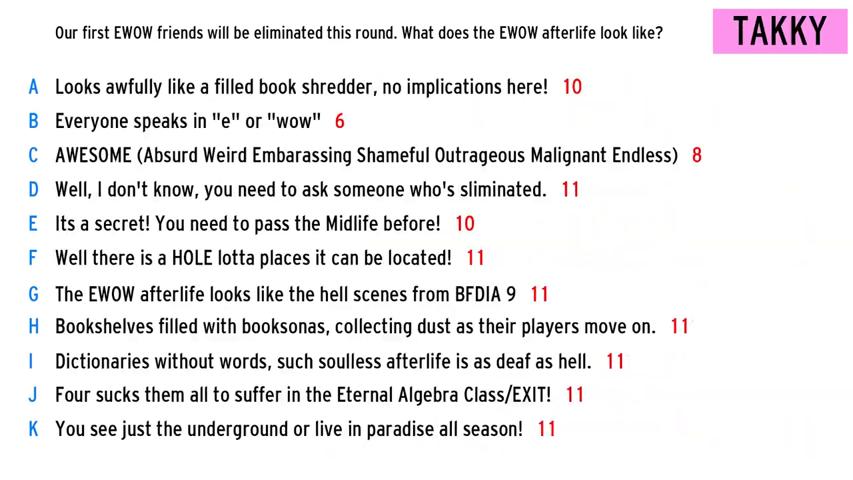 Our first EWOW friends will be eliminated this round. What does the EWOW afterlife look like?
TAKKY
A Looks awfully like a filled book shredder, no implications here! 10
B Everyone speaks in "e" or "wow" 6
C AWESOME (Absurd Weird Embarassing Shameful Outrageous Malignant Endless) 8
D Well, I don't know, you need to ask someone who's sliminated. 11
E Its a secret! You need to pass the Midlife before! 10
F Well there is a HOLE lotta places it can be located! 11
G The EWOW afterlife looks like the hell scenes from BFDIA 9 11
H Bookshelves filled with booksonas, collecting dust as their players move on. 11
I Dictionaries without words, such soulless afterlife is as deaf as hell. 11
J Four sucks them all to suffer in the Eternal Algebra Class/EXIT! 11
K You see just the underground or live in paradise all season! 11